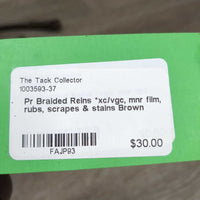 The Tack Collector
1003593-37
Pr Braided Reins *xc/vgc, mnr film,
rubs, scrapes & stains Brown
$30.00
FAJP93